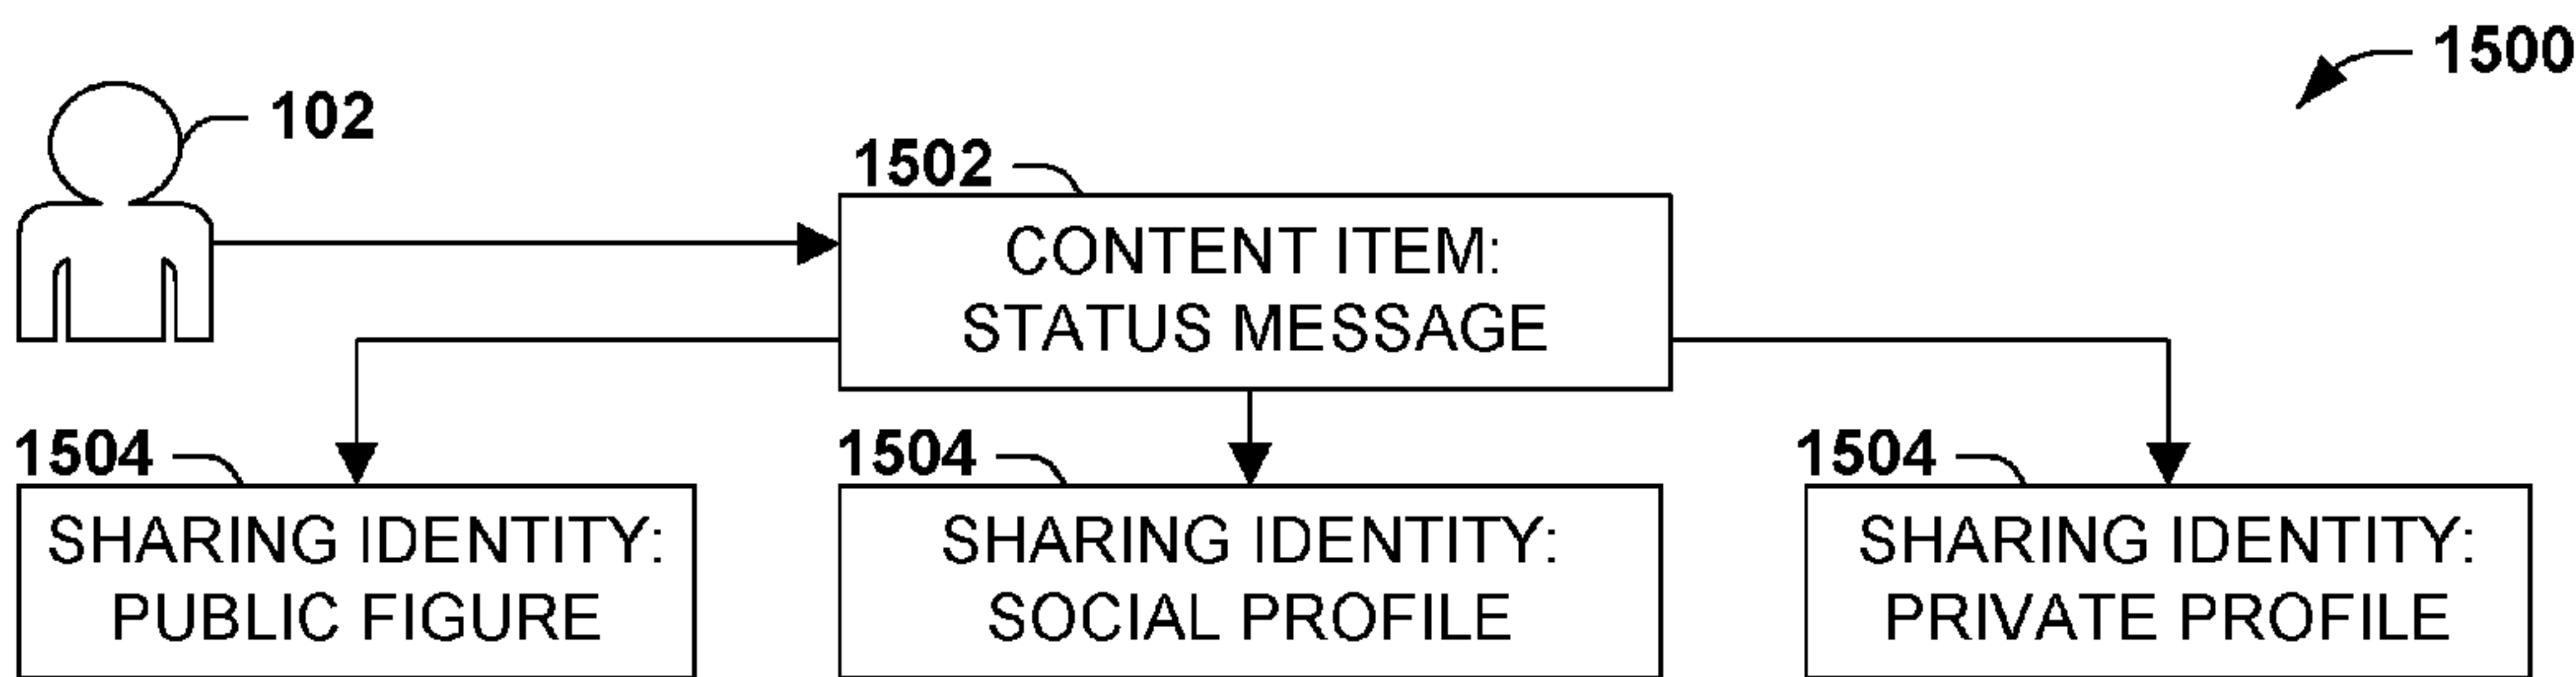 1500
102
1502
CONTENT ITEM:
STATUS MESSAGE
1504
SHARING IDENTITY:
PUBLIC FIGURE
1504
SHARING IDENTITY:
SOCIAL PROFILE
1504
SHARING IDENTITY:
PRIVATE PROFILE